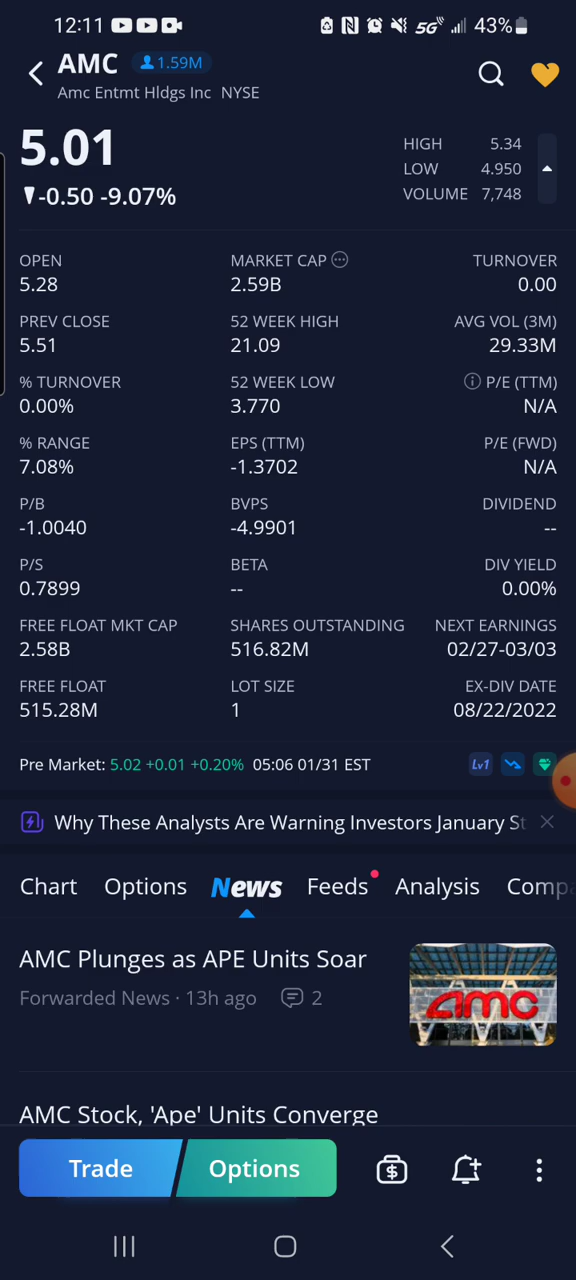 12:11 5G 43%
AMC 1.59M
Amc Entmt Hldgs Inc NYSE
5.01
-0.50 -9.07%
HIGH 5.34
LOW 4.950
VOLUME 7,748
OPEN MARKET CAP TURNOVER
5.28 2.59B 0.00
PREV CLOSE 52 WEEK HIGH AVG VOL (3M)
5.51 21.09 29.33M
% TURNOVER 52 WEEK LOW P/E (TTM)
0.00% 3.770 N/A
% RANGE EPS (TTM) P/E (FWD)
7.08% -1.3702 N/A
P/B BVPS DIVIDEND
-1.0040 -4.9901 --
P/S BETA DIV YIELD
0.7899 -- 0.00%
FREE FLOAT MKT CAP SHARES OUTSTANDING NEXT EARNINGS
2.58B 516.82M 02/27-03/03
FREE FLOAT LOT SIZE EX-DIV DATE
515.28M 1 08/22/2022
Pre Market: 5.02 +0.01 +0.20% 05:06 01/31 EST Lv1
Why These Analysts Are Warning Investors January St
Chart Options News Feeds Analysis Comp
AMC Plunges as APE Units Soar
Forwarded News · 13h ago 2
amc
AMC Stock, 'Ape' Units Converge
Trade Options